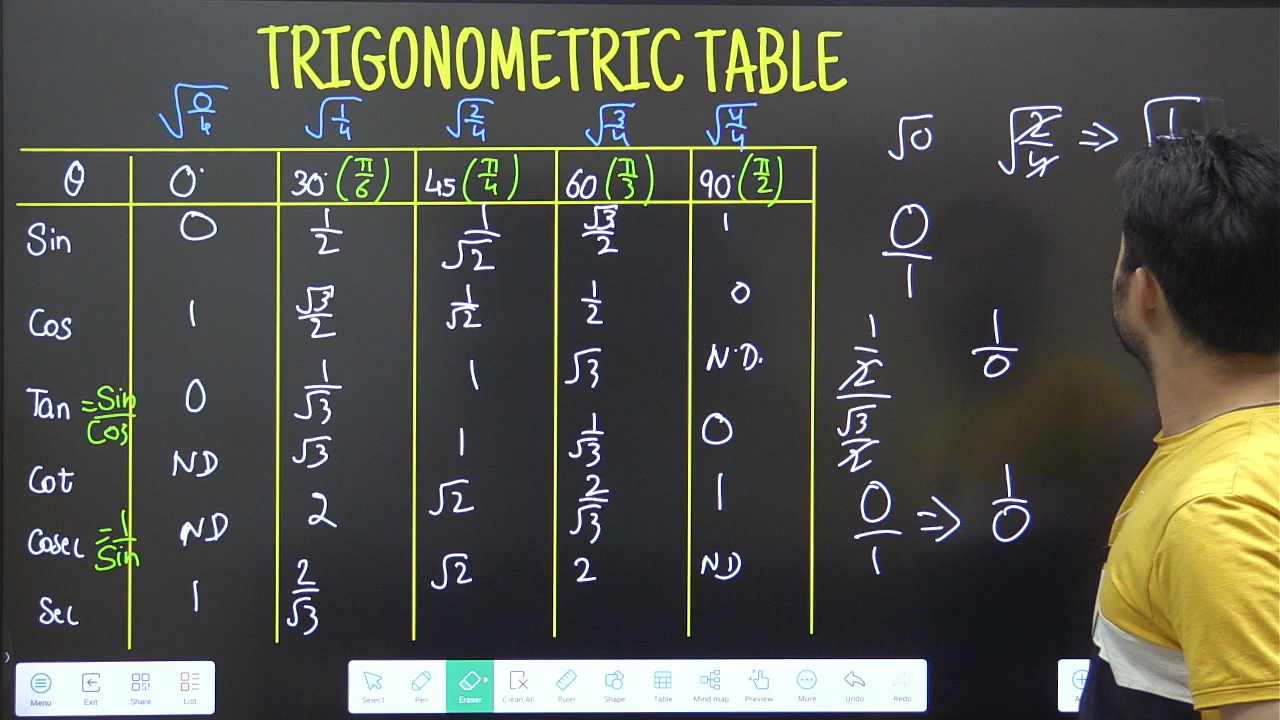 TRIGONOMETRIC TABLE
√0/4 √1/4 √2/4 √3/4 √4/4
θ 0° 30° (π/6) 45 (π/4) 60 (π/3) 90° (π/2)
Sin 0 1/2 1/√2 √3/2 1
Cos 1 √3/2 1/√2 1/2 0
Tan = Sin/Cos 0 1/√3 1 √3 N.D.
Cot ND √3 1 1/√3 0
Cosec = 1/Sin ND 2 √2 2/√3 1
Sec 1 2/√3 √2 2 ND
√0 √2/4 ⇒ √1
0/1
1/2 / √3/2 1/0
0/1 ⇒ 1/0
Menu Exit Share List Select Pen Eraser Clean All Ruler Shape Table Mind map Preview More Undo Redo